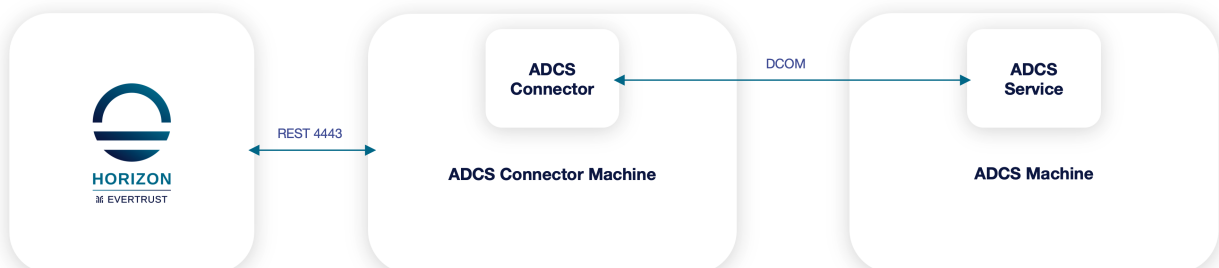 HORIZON
EVERTRUST
REST 4443
ADCS
Connector
ADCS Connector Machine
DCOM
ADCS
Service
ADCS Machine